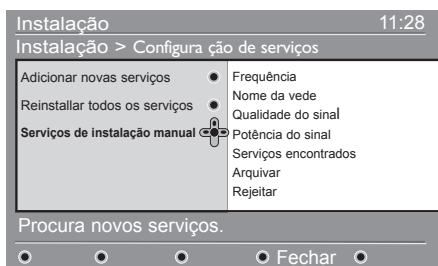 Instalação 11:28
Instalação > Configura ção de serviços
Adicionar novas serviços
Reinstallar todos os serviços
Serviços de instalação manual
Frequência
Nome da vede
Qualidade do sinal
Potência do sinal
Serviços encontrados
Arquivar
Rejeitar
Procura novos serviços.
Fechar